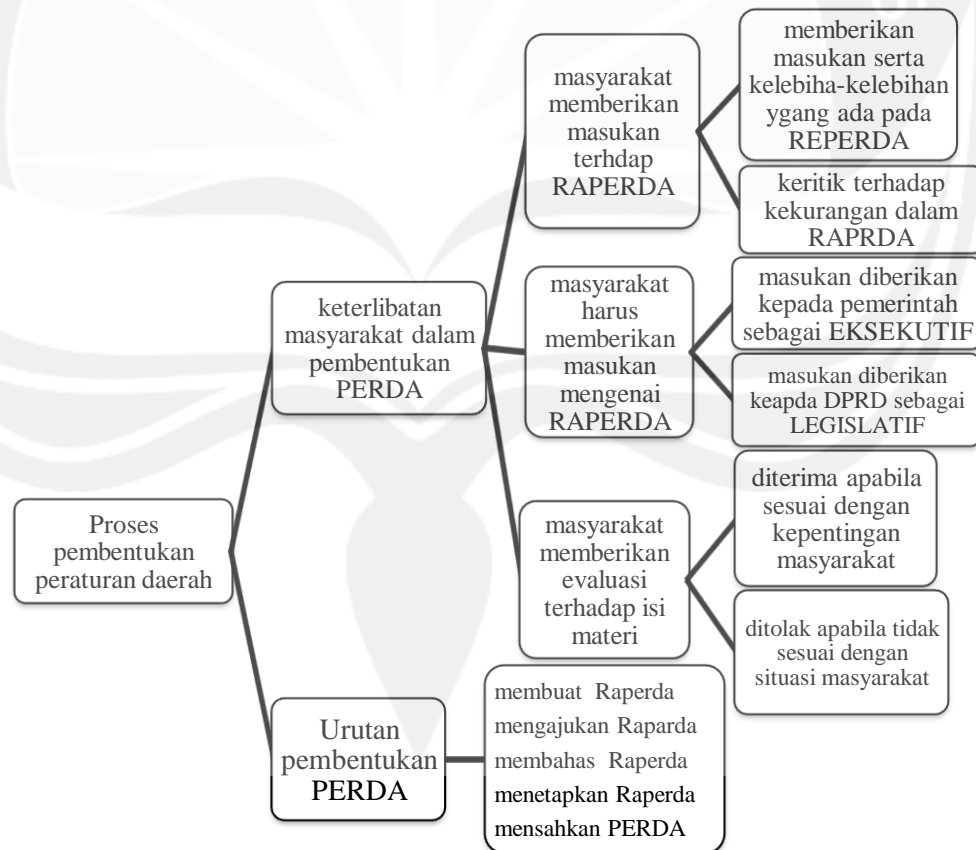 Proses
pembentukan
peraturan daerah
keterlibatan
masyarakat dalam
pembentukan
PERDA
masyarakat
memberikan
masukan
terhdap
RAPERDA
memberikan
masukan serta
kelebiha-kelebihan
ygang ada pada
REPERDA
keritik terhadap
kekurangan dalam
RAPRDA
masyarakat
harus
memberikan
masukan
mengenai
RAPERDA
masukan diberikan
kepada pemerintah
sebagai EKSEKUTIF
masukan diberikan
keapda DPRD sebagai
LEGISLATIF
masyarakat
memberikan
evaluasi
terhadap isi
materi
diterima apabila
sesuai dengan
kepentingan
masyarakat
ditolak apabila tidak
sesuai dengan
situasi masyarakat
Urutan
pembentukan
PERDA
membuat Raperda
mengajukan Raparda
membahas Raperda
menetapkan Raperda
mensahkan PERDA